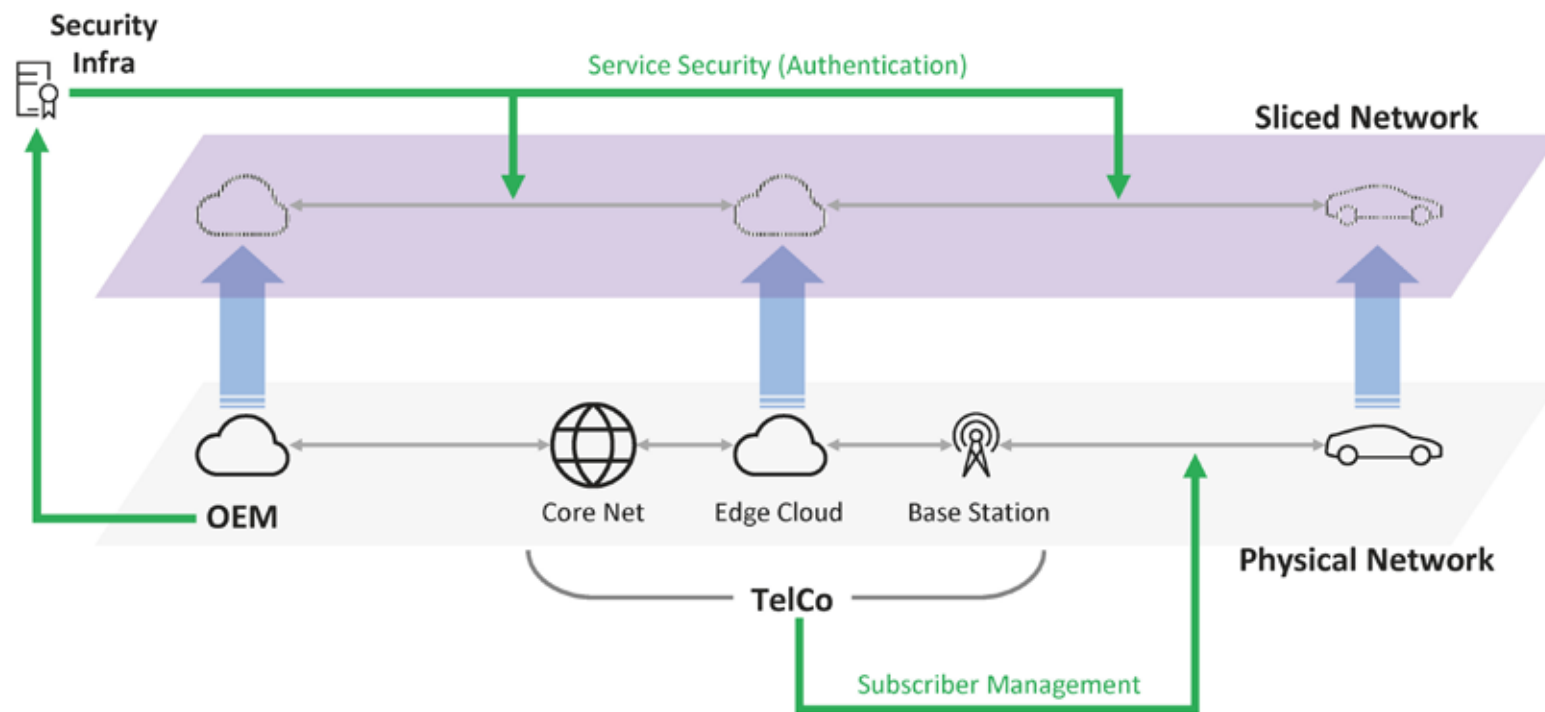 Security
Infra
Service Security (Authentication)
Sliced Network
OEM
Core Net
Edge Cloud
Base Station
Physical Network
TelCo
Subscriber Management